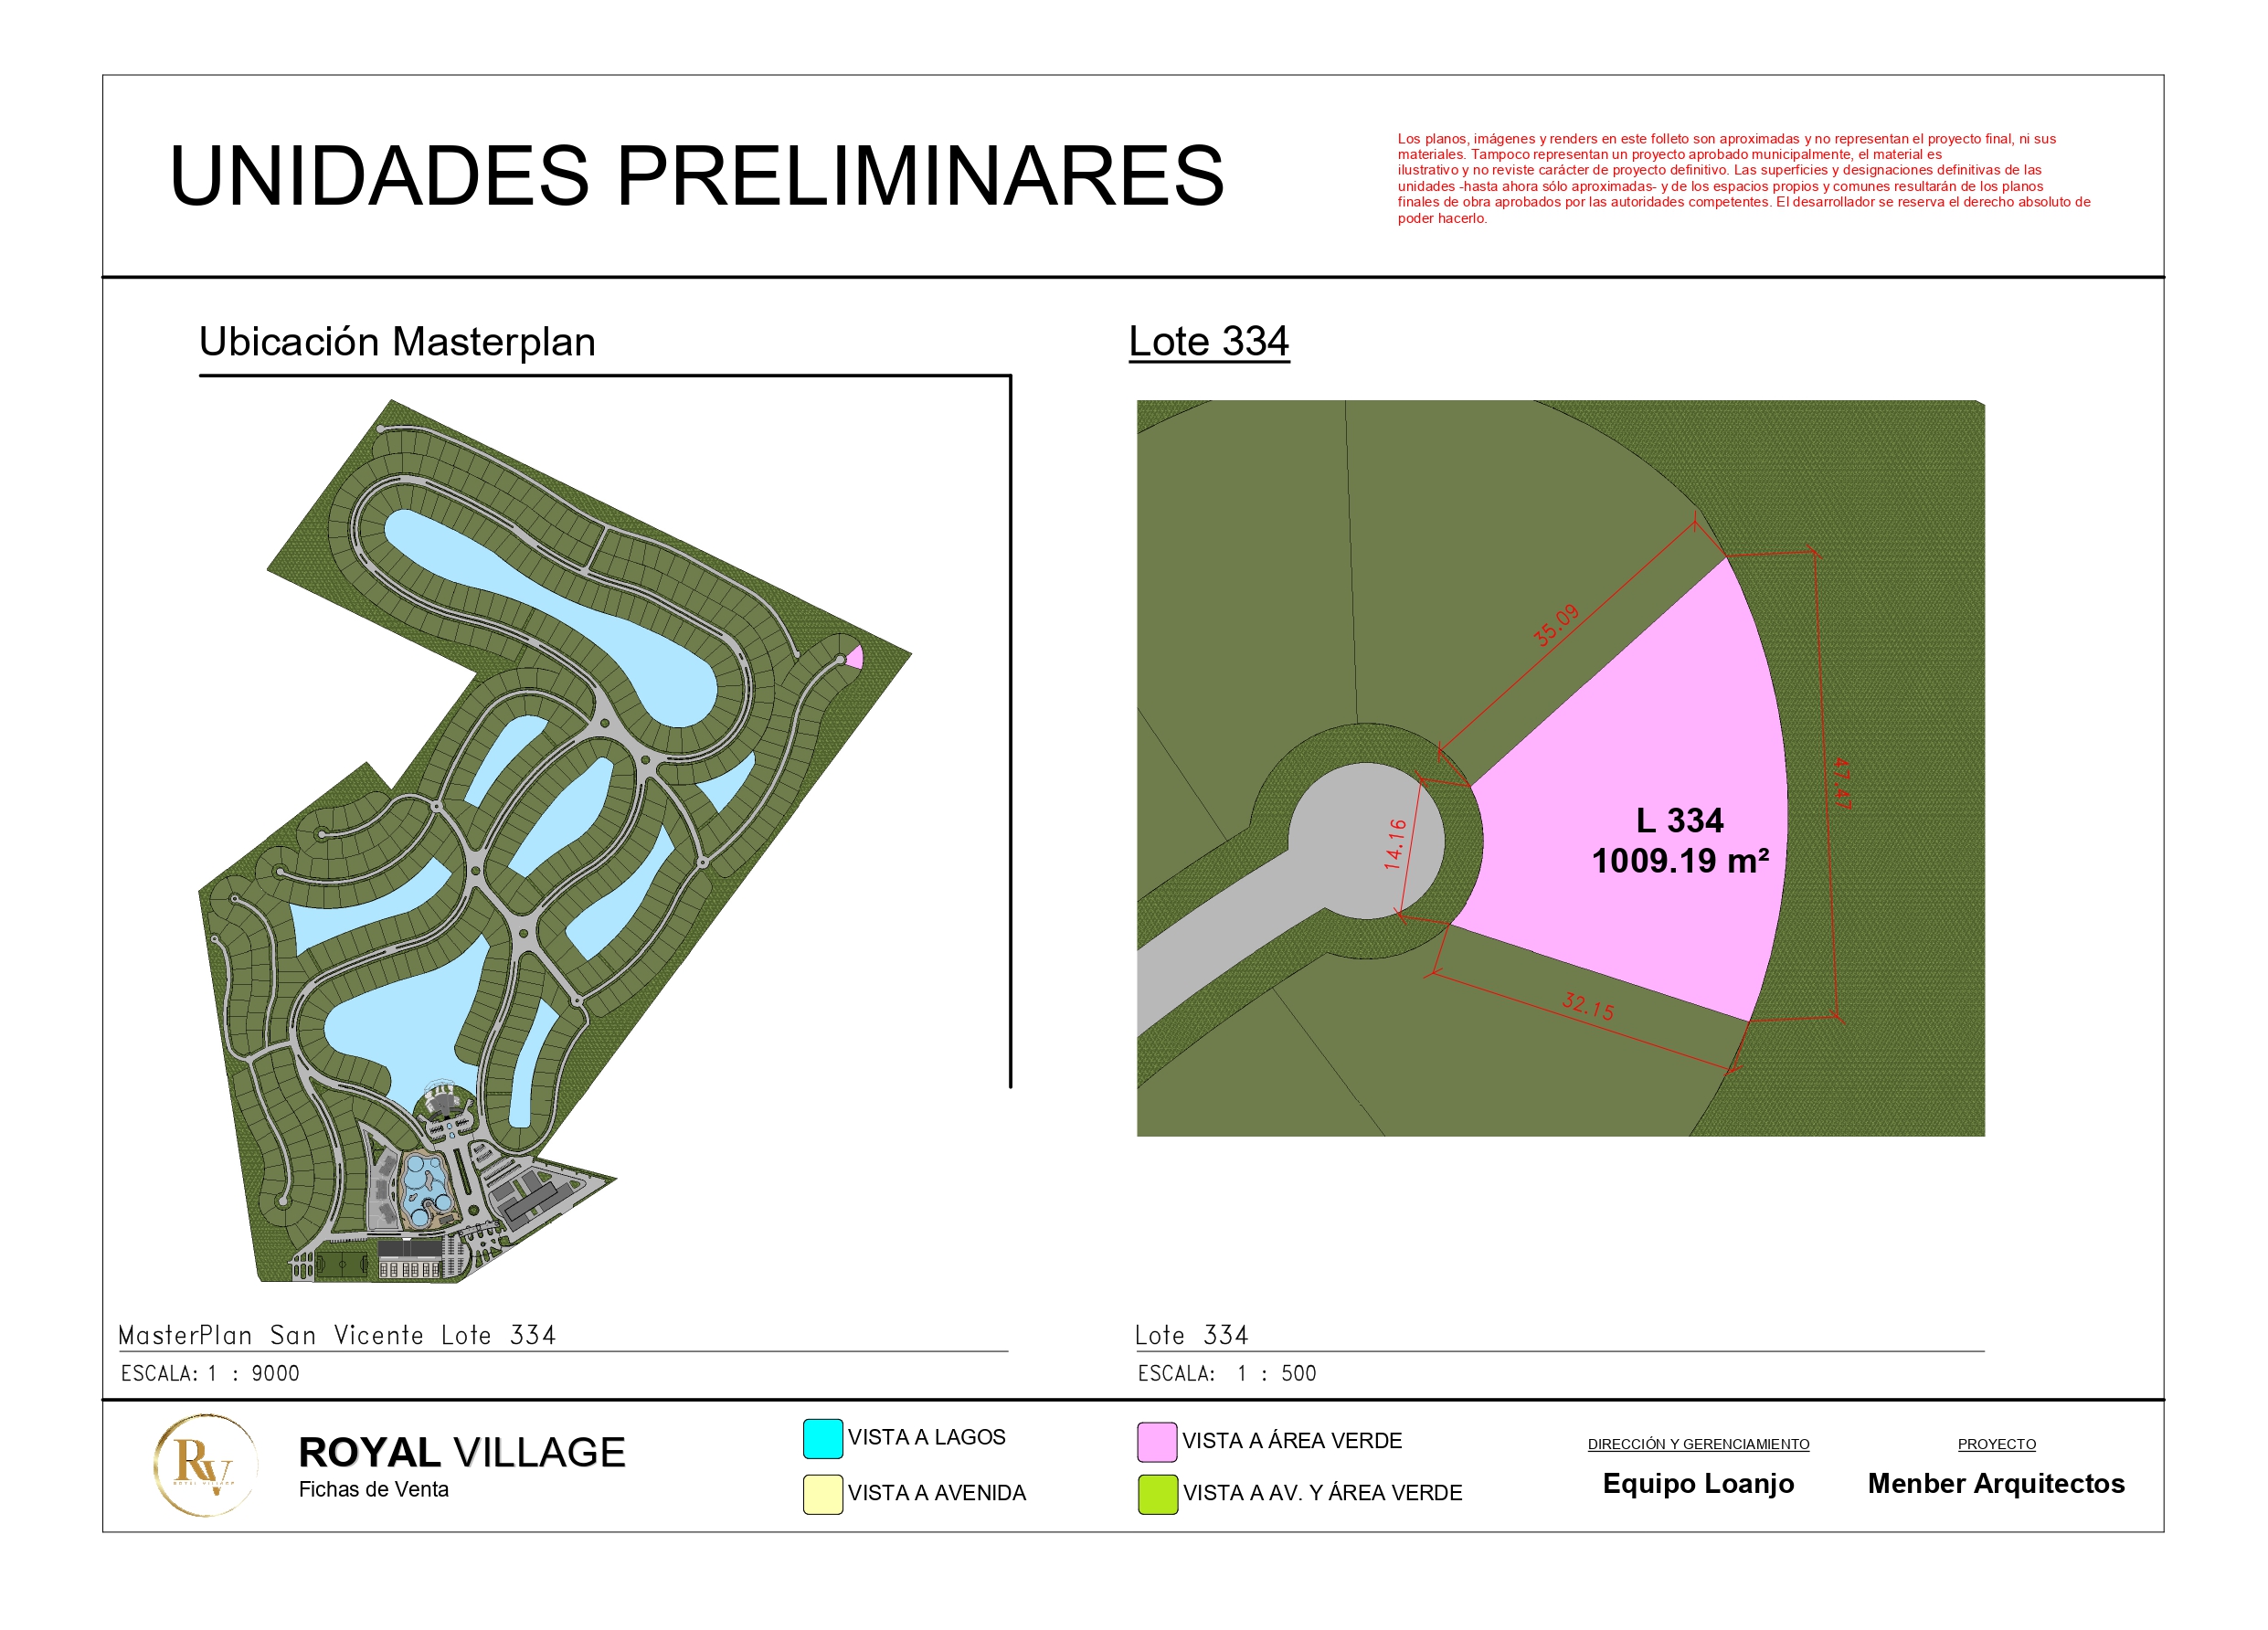 UNIDADES PRELIMINARES
Los planos, imágenes y renders en este folleto son aproximadas y no representan el proyecto final, ni sus
materiales. Tampoco representan un proyecto aprobado municipalmente, el material es
ilustrativo y no reviste carácter de proyecto definitivo. Las superficies y designaciones definitivas de las
unidades -hasta ahora sólo aproximadas- y de los espacios propios y comunes resultarán de los planos
finales de obra aprobados por las autoridades competentes. El desarrollador se reserva el derecho absoluto de
poder hacerlo.
Ubicación Masterplan
Lote 334
35.09
47.47
14.16
L 334
1009.19 m²
32.15
MasterPlan San Vicente Lote 334
ESCALA: 1 : 9000
Lote 334
ESCALA: 1 : 500
RV
ROYAL VILLAGE
ROYAL VILLAGE
Fichas de Venta
VISTA A LAGOS
VISTA A AVENIDA
VISTA A ÁREA VERDE
VISTA A AV. Y ÁREA VERDE
DIRECCIÓN Y GERENCIAMIENTO
Equipo Loanjo
PROYECTO
Menber Arquitectos